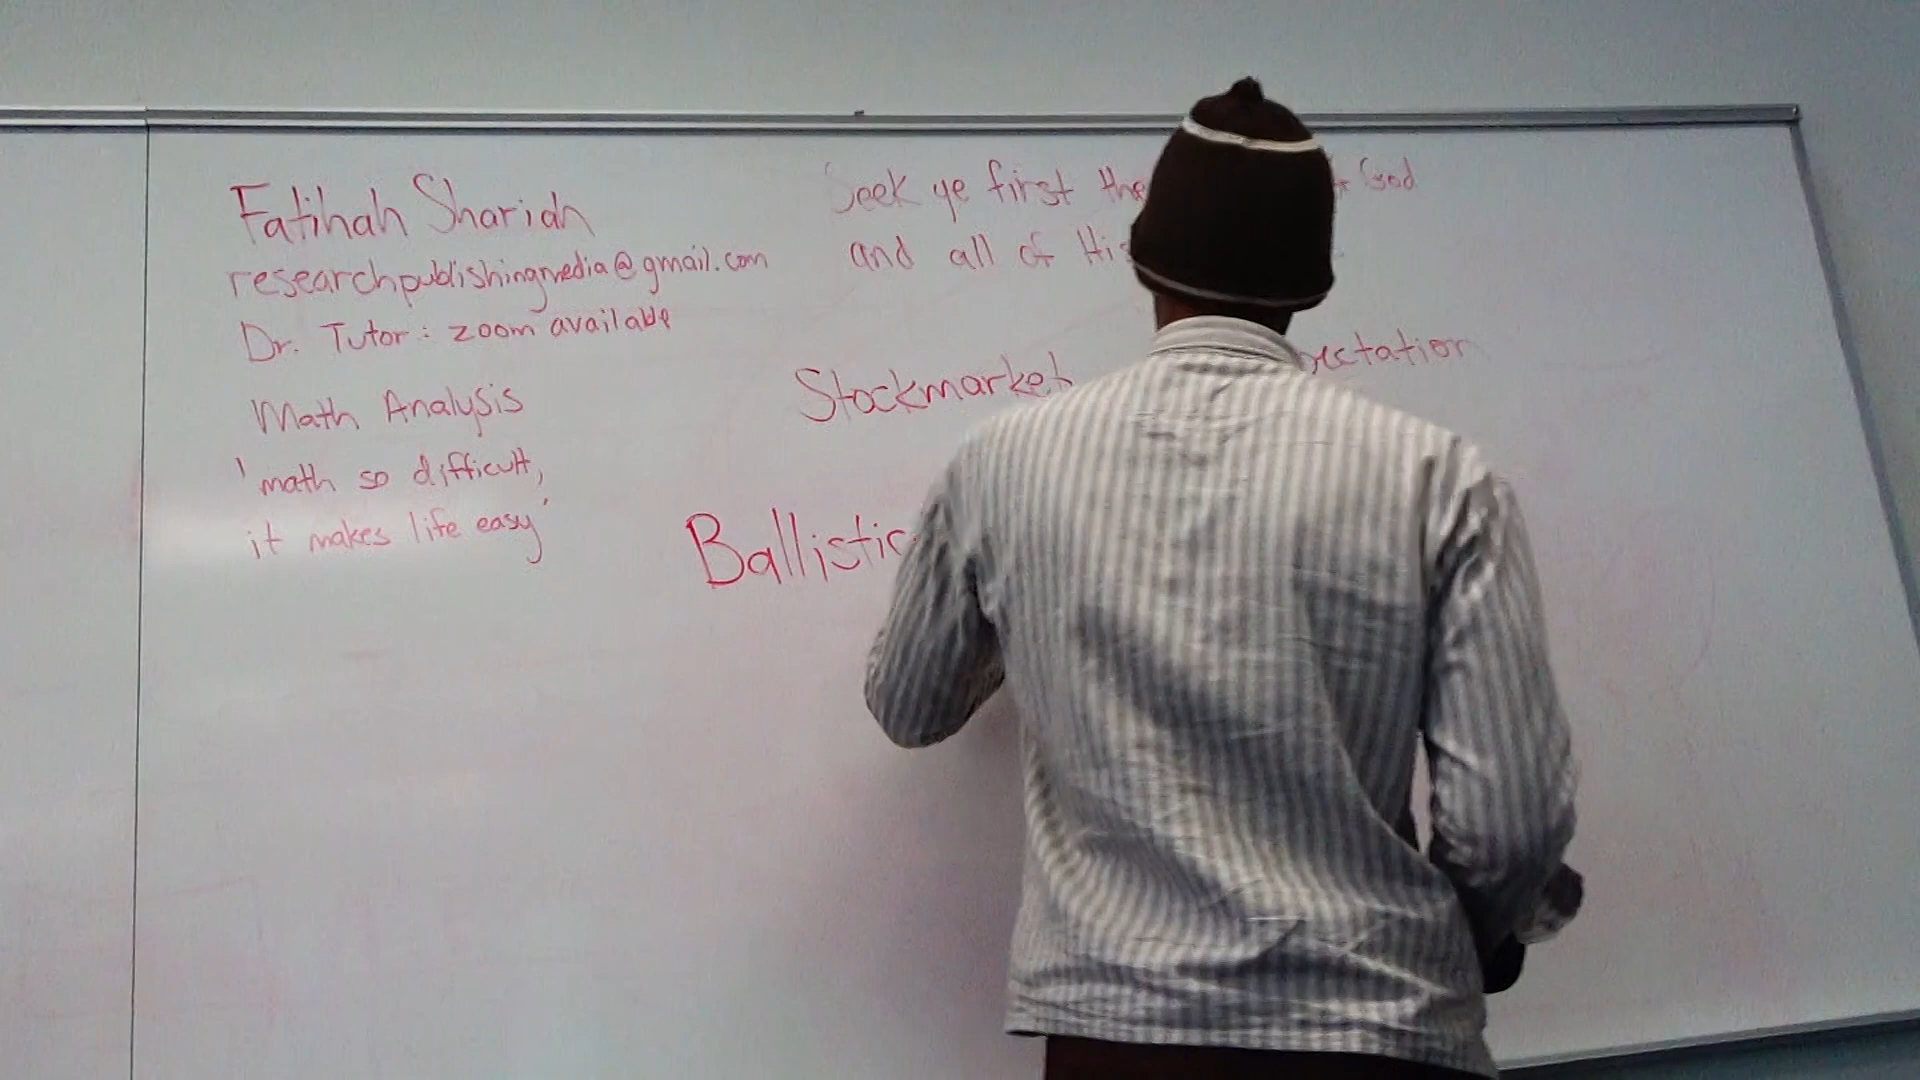 Fatihah Shariah
researchpublishingmedia@gmail.com
Dr. Tutor: zoom available
Math Analysis
'math so difficult,
it makes life easy'
Seek ye first the God
and all of His
Stockmarket
Ballistic